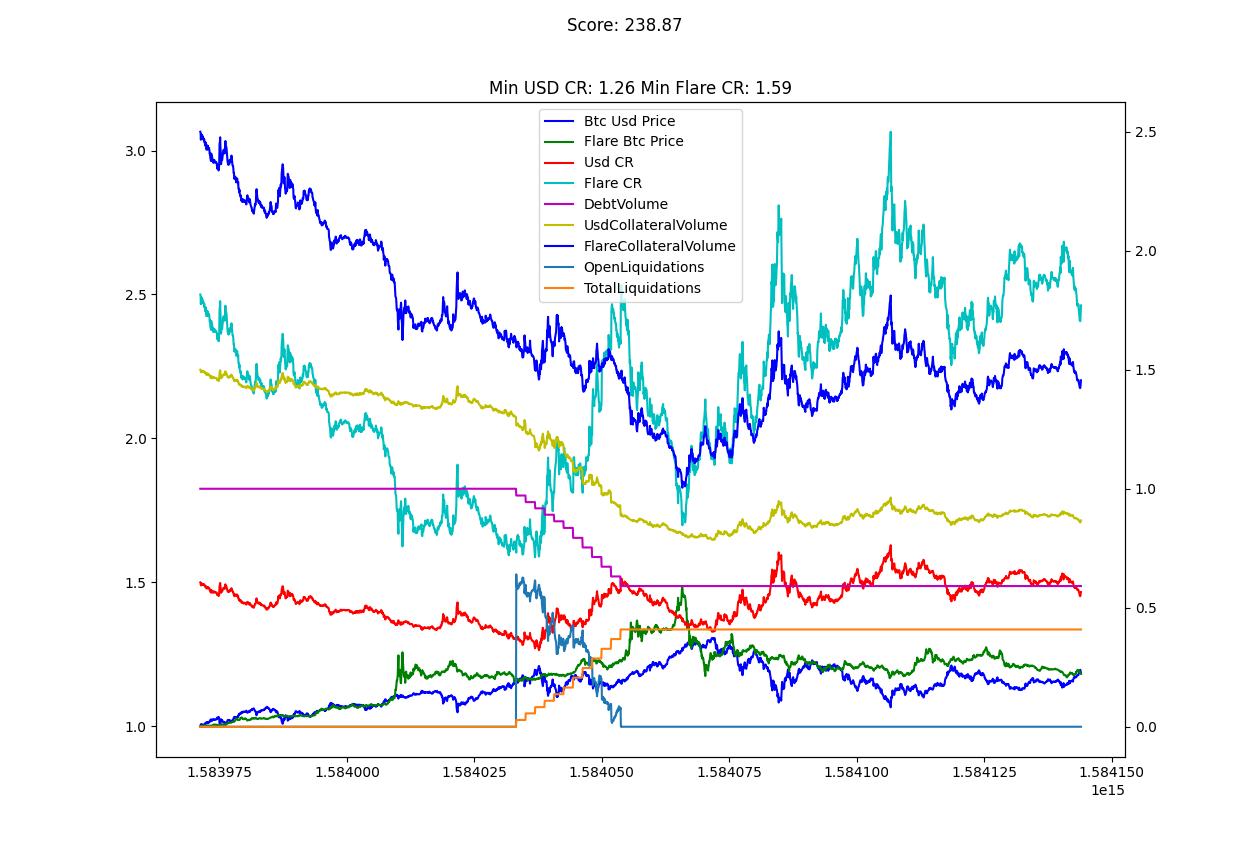 Score: 238.87
Min USD CR: 1.26 Min Flare CR: 1.59
Btc Usd Price
Flare Btc Price
Usd CR
Flare CR
DebtVolume
UsdCollateralVolume
FlareCollateralVolume
OpenLiquidations
TotalLiquidations
3.0
2.5
2.0
1.5
1.0
2.5
2.0
1.5
1.0
0.5
0.0
1.583975 1.584000 1.584025 1.584050 1.584075 1.584100 1.584125 1.584150
1e15